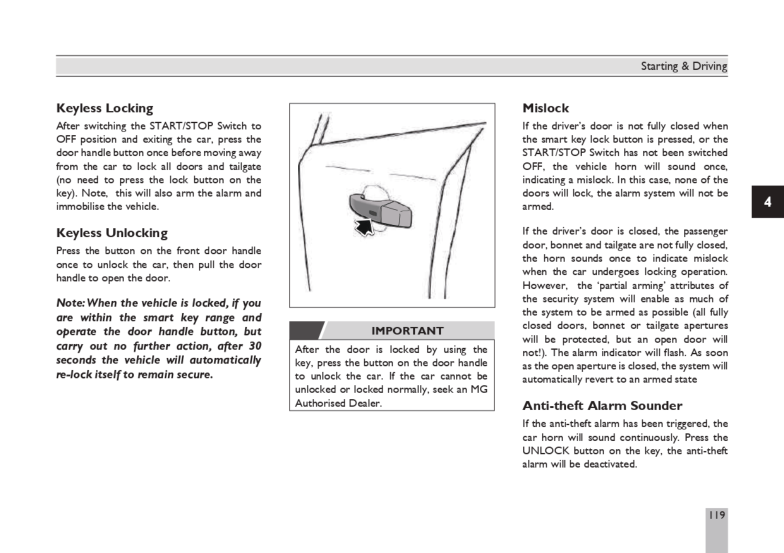 Starting & Driving
Keyless Locking
After switching the START/STOP Switch to
OFF position and exiting the car, press the
door handle button once before moving away
from the car to lock all doors and tailgate
(no need to press the lock button on the
key). Note, this will also arm the alarm and
immobilise the vehicle.
Keyless Unlocking
Press the button on the front door handle
once to unlock the car, then pull the door
handle to open the door.
Note: When the vehicle is locked, if you
are within the smart key range and
operate the door handle button, but
carry out no further action, after 30
seconds the vehicle will automatically
re-lock itself to remain secure.
IMPORTANT
After the door is locked by using the
key, press the button on the door handle
to unlock the car. If the car cannot be
unlocked or locked normally, seek an MG
Authorised Dealer.
Mislock
If the driver's door is not fully closed when
the smart key lock button is pressed, or the
START/STOP Switch has not been switched
OFF, the vehicle horn will sound once,
indicating a mislock. In this case, none of the
doors will lock, the alarm system will not be
armed.
If the driver's door is closed, the passenger
door, bonnet and tailgate are not fully closed,
the horn sounds once to indicate mislock
when the car undergoes locking operation.
However, the 'partial arming' attributes of
the security system will enable as much of
the system to be armed as possible (all fully
closed doors, bonnet or tailgate apertures
will be protected, but an open door will
not!). The alarm indicator will flash. As soon
as the open aperture is closed, the system will
automatically revert to an armed state
Anti-theft Alarm Sounder
If the anti-theft alarm has been triggered, the
car horn will sound continuously. Press the
UNLOCK button on the key, the anti-theft
alarm will be deactivated.
4
119